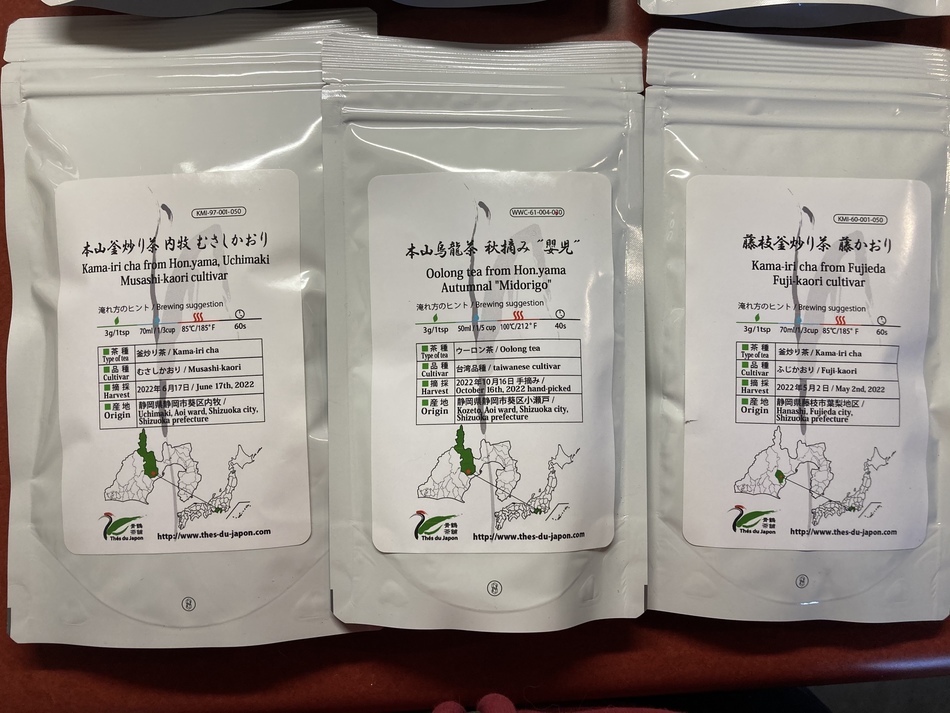 KMI-97-001-050
本山釜炒り茶 内牧 むさしかおり
Kama-iri cha from Hon.yama, Uchimaki
Musashi-kaori cultivar
淹れ方のヒント / Brewing suggestion
3g/1tsp 70ml/1/3cup 85℃/185° F 60s
茶 種 釜炒り茶 / Kama-iri cha
Type of tea
品 種 むさしかおり / Musashi-kaori
Cultivar
摘 採 2022年6月17日 / June 17th, 2022
Harvest
産 地 静岡県静岡市葵区内牧 /
Origin Uchimaki, Aoi ward, Shizuoka city,
Shizuoka prefecture
青鶴
茶舗
Thés du Japon
http://www.thes-du-japon.com
WWC-61-004-0
本山烏龍茶 秋摘み "嬰児"
Oolong tea from Hon.yama
Autumnal "Midorigo"
淹れ方のヒント / Brewing suggestion
3g/1tsp 50ml/1/5 cup 100℃/212° F 40s
茶 種 ウーロン茶 / Oolong tea
Type of tea
品 種 台湾品種 / taiwanese cultivar
Cultivar
摘 採 2022年10月16日 手摘み /
Harvest October 16th, 2022 hand-picked
産 地 静岡県静岡市葵区小瀬戸 /
Origin Kozeto, Aoi ward, Shizuoka city,
Shizuoka prefecture
青鶴
茶舗
Thés du Japon
http://www.thes-du-japon.com
KMI-60-001-050
藤枝釜炒り茶 藤かおり
Kama-iri cha from Fujieda
Fuji-kaori cultivar
淹れ方のヒント / Brewing suggestion
3g/1tsp 70ml/1/3cup 85℃/185° F 60s
茶 種 釜炒り茶 / Kama-iri cha
Type of tea
品 種 ふじかおり / Fuji-kaori
Cultivar
摘 採 2022年5月2日 / May 2nd, 2022
Harvest
産 地 静岡県藤枝市葉梨地区 /
Origin Hanashi, Fujieda city,
Shizuoka prefecture
青鶴
茶舗
Thés du Japon
http://www.thes-du-japon.com